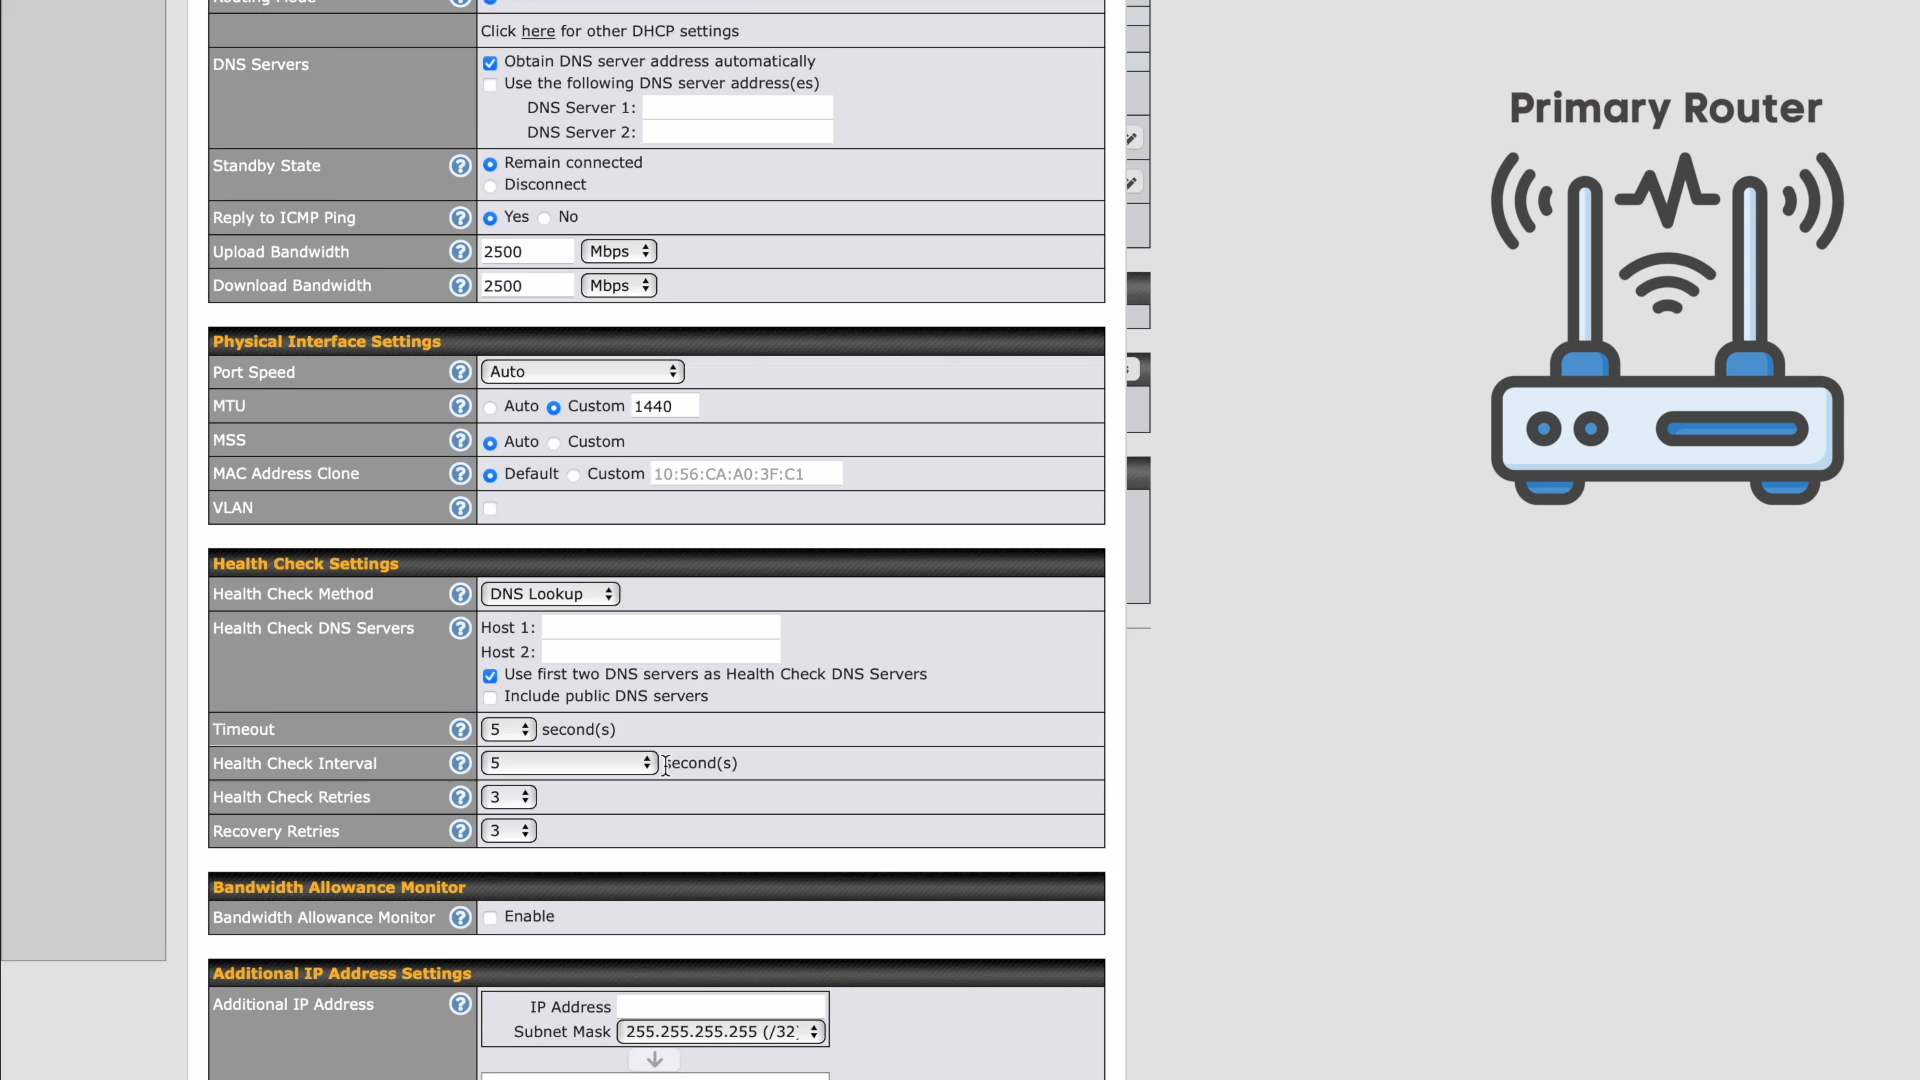 Routing Mode
Click here for other DHCP settings
DNS Servers
Obtain DNS server address automatically
Use the following DNS server address(es)
DNS Server 1:
DNS Server 2:
Standby State
Remain connected
Disconnect
Reply to ICMP Ping
Yes No
Upload Bandwidth
2500 Mbps
Download Bandwidth
2500 Mbps
Physical Interface Settings
Port Speed
Auto
MTU
Auto Custom 1440
MSS
Auto Custom
MAC Address Clone
Default Custom 10:56:CA:A0:3F:C1
VLAN
Health Check Settings
Health Check Method
DNS Lookup
Health Check DNS Servers
Host 1:
Host 2:
Use first two DNS servers as Health Check DNS Servers
Include public DNS servers
Timeout
5 second(s)
Health Check Interval
5 second(s)
Health Check Retries
3
Recovery Retries
3
Bandwidth Allowance Monitor
Bandwidth Allowance Monitor
Enable
Additional IP Address Settings
Additional IP Address
IP Address
Subnet Mask 255.255.255.255 (/32)
Primary Router